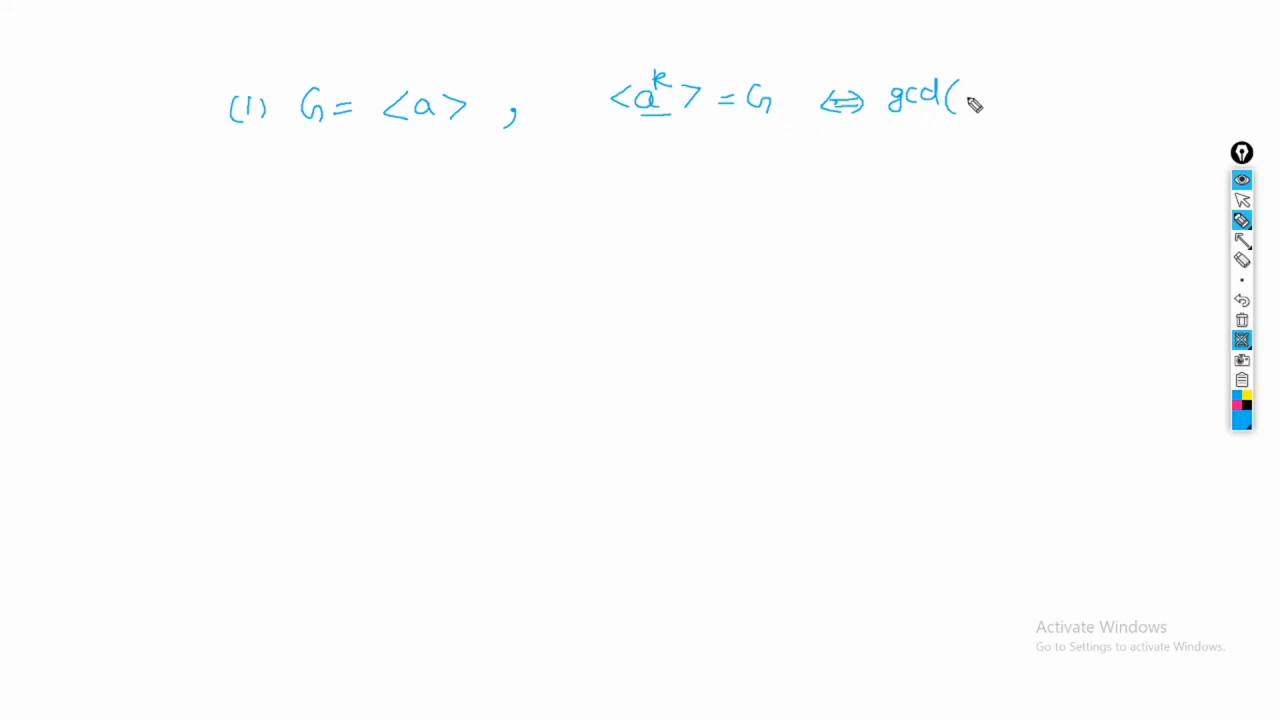 (1) G = <a> , <a^k> = G ⇔ gcd(
Activate Windows
Go to Settings to activate Windows.